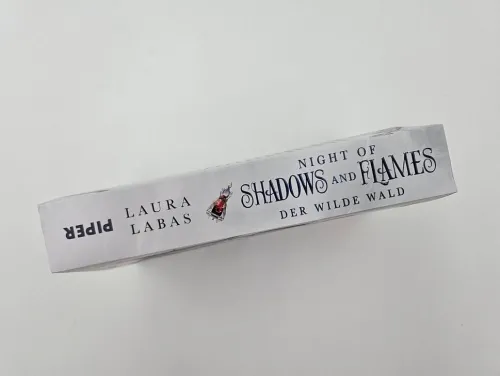 PIPER
LAURA
LABAS
NIGHT OF
SHADOWS AND FLAMES
DER WILDE WALD